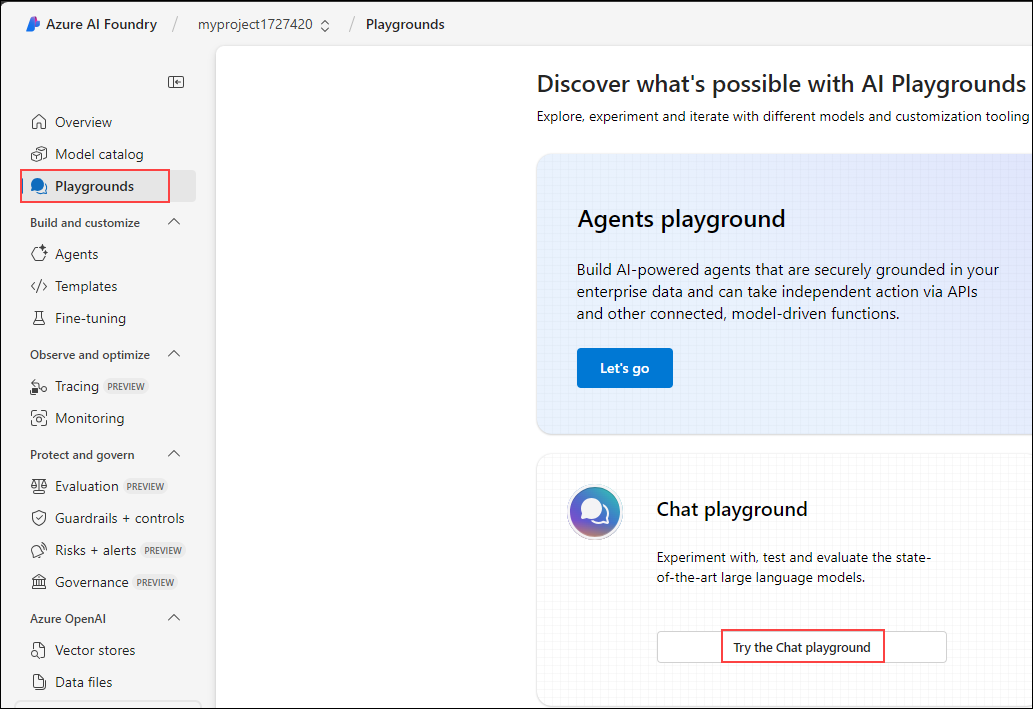 Azure AI Foundry / myproject1727420 / Playgrounds
Overview
Model catalog
Playgrounds
Build and customize
Agents
Templates
Fine-tuning
Observe and optimize
Tracing PREVIEW
Monitoring
Protect and govern
Evaluation PREVIEW
Guardrails + controls
Risks + alerts PREVIEW
Governance PREVIEW
Azure OpenAI
Vector stores
Data files
Discover what's possible with AI Playgrounds
Explore, experiment and iterate with different models and customization tooling
Agents playground
Build AI-powered agents that are securely grounded in your
enterprise data and can take independent action via APIs
and other connected, model-driven functions.
Let's go
Chat playground
Experiment with, test and evaluate the state-
of-the-art large language models.
Try the Chat playground